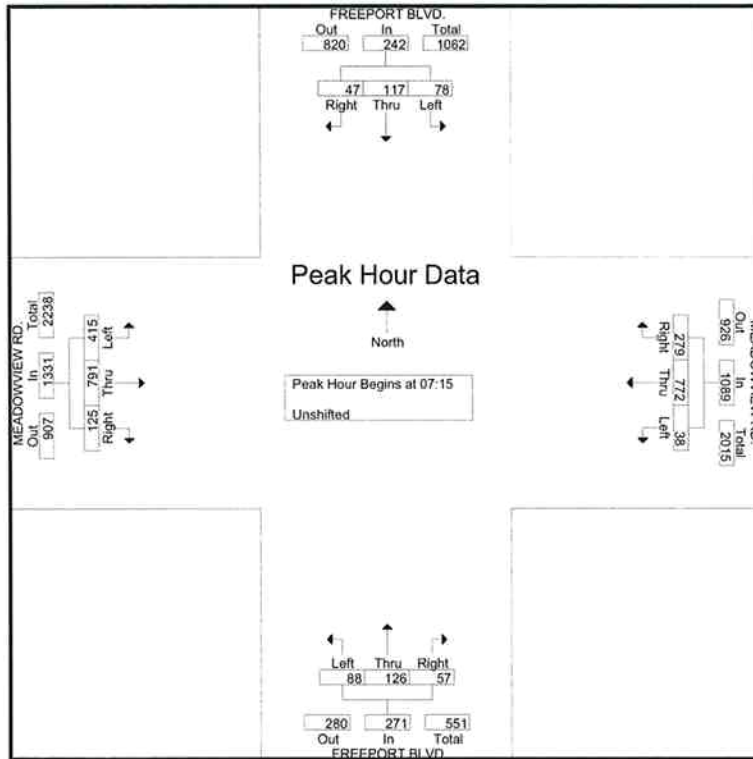 FREEPORT BLVD.
Out In Total
820 242 1062
47 117 78
Right Thru Left
Peak Hour Data
North
Peak Hour Begins at 07:15
Unshifted
MEADOWVIEW RD.
Total In Out
2238 1331 907
415 791 125
Left Thru Right
Right Thru Left
279 772 38
926 1089 2015
Out In Total
Left Thru Right
88 126 57
280 271 551
Out In Total
FREEPORT BLVD